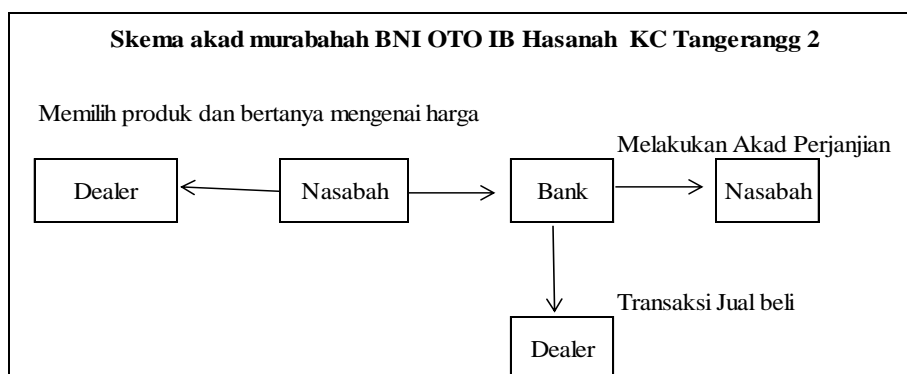 Skema akad murabahah BNI OTO IB Hasanah KC Tangerangg 2
Memilih produk dan bertanya mengenai harga
Melakukan Akad Perjanjian
Dealer
Nasabah
Bank
Nasabah
Transaksi Jual beli
Dealer